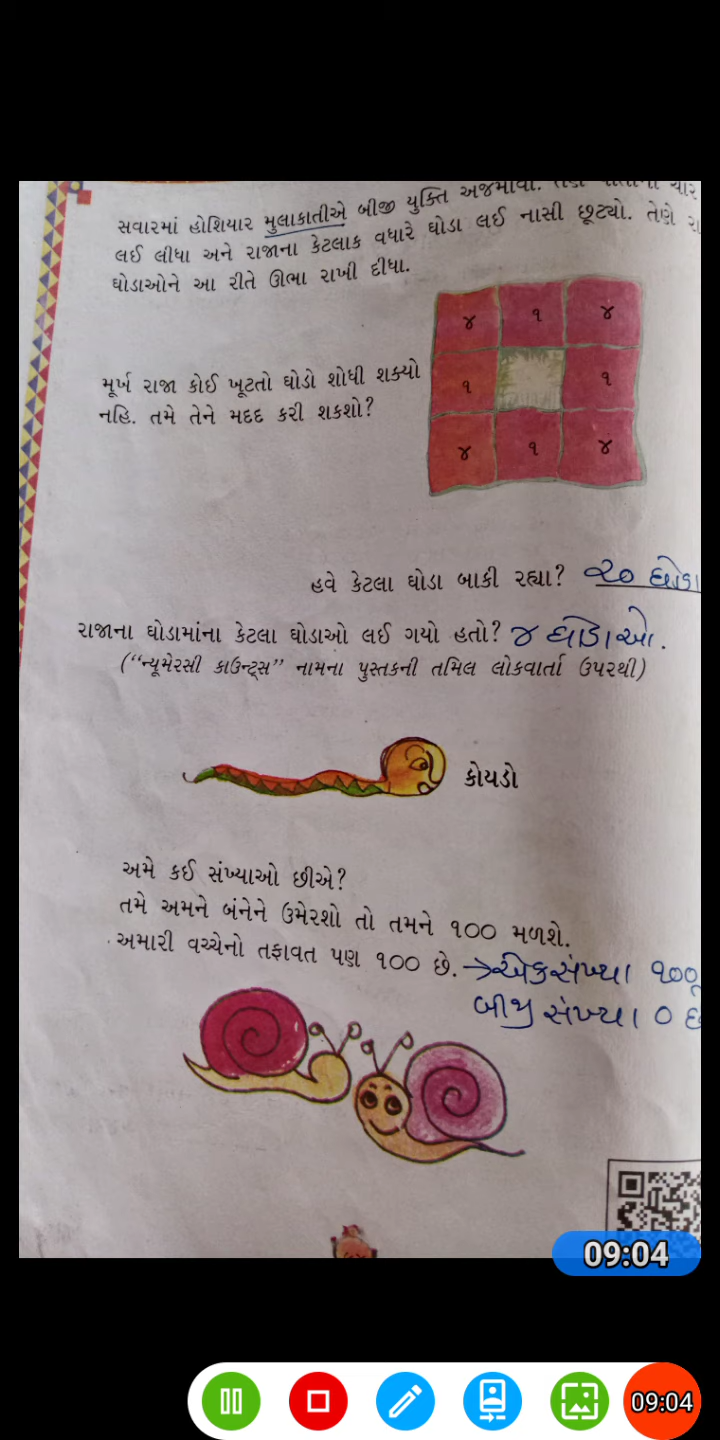 સવારમાં હોશિયાર મુલાકાતીએ બીજી યુક્તિ અજમાવી.
લઈ લીધા અને રાજાના કેટલાક વધારે ઘોડા લઈ નાસી છૂટ્યો. તેણે
ઘોડાઓને આ રીતે ઊભા રાખી દીધા.
૪ ૧ ૪
મૂર્ખ રાજા કોઈ ખૂટતો ઘોડો શોધી શક્યો
૧ ૧
નહિ. તમે તેને મદદ કરી શકશો?
૪ ૧ ૪
હવે કેટલા ઘોડા બાકી રહ્યા? ૨૦ ઘોડા
રાજાના ઘોડામાંના કેટલા ઘોડાઓ લઈ ગયો હતો? ૪ ઘોડાઓ.
(“ન્યૂમેરસી કાઉન્ટ્સ” નામના પુસ્તકની તમિલ લોકવાર્તા ઉપરથી)
કોયડો
અમે કઈ સંખ્યાઓ છીએ?
તમે અમને બંનેને ઉમેરશો તો તમને ૧૦૦ મળશે.
અમારી વચ્ચેનો તફાવત પણ ૧૦૦ છે. → એક સંખ્યા ૧૦૦
બીજી સંખ્યા ૦ છ
09:04
09:04